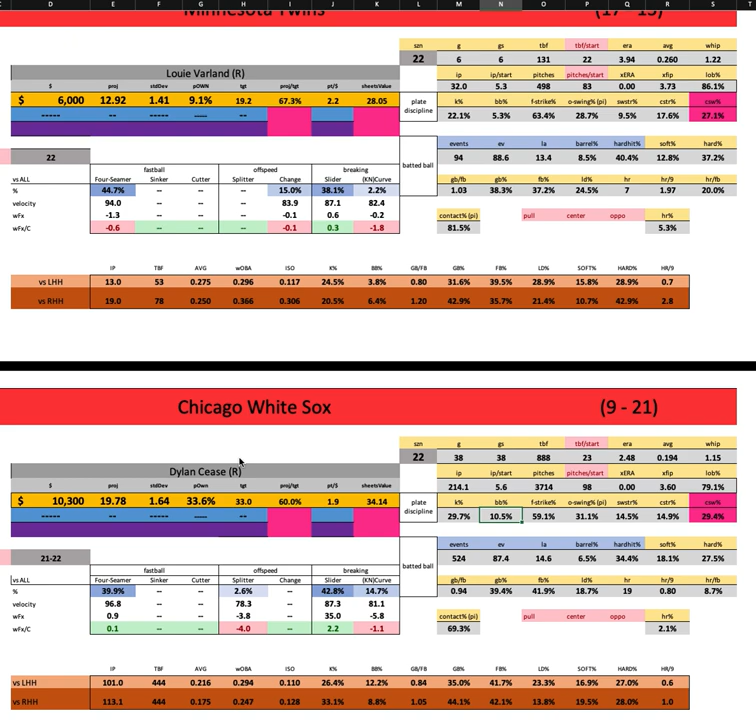 D E F G H I J K L M N O P Q R S T
Minnesota Twins (17 - 13)
szn g gs tbf tbf/start era avg whip
22 6 6 131 22 3.94 0.260 1.22
Louie Varland (R) ip ip/start pitches pitches/start xERA xfip lob%
$ proj stdDev pOWN tgt proj/tgt pt/$ sheetsValue 32.0 5.3 498 83 0.00 3.73 86.1%
$ 6,000 12.92 1.41 9.1% 19.2 67.3% 2.2 28.05 plate discipline k% bb% f-strike% o-swing% (pi) swstr% cstr% csw%
----- -- ----- ----- -- 22.1% 5.3% 63.4% 28.7% 9.5% 17.6% 27.1%
events ev la barrel% hardhit% soft% hard%
22 94 88.6 13.4 8.5% 40.4% 12.8% 37.2%
fastball offspeed breaking batted ball
vs ALL Four-Seamer Sinker Cutter Splitter Change Slider (KN)Curve gb/fb gb% fb% ld% hr hr/9 hr/fb
% 44.7% -- -- -- 15.0% 38.1% 2.2% 1.03 38.3% 37.2% 24.5% 7 1.97 20.0%
velocity 94.0 -- -- -- 83.9 87.1 82.4
wFx -1.3 -- -- -- -0.1 0.6 -0.2 contact% (pi) pull center oppo hr%
wFx/C -0.6 -- -- -- -0.1 0.3 -1.8 81.5% 5.3%
IP TBF AVG wOBA ISO K% BB% GB/FB GB% FB% LD% SOFT% HARD% HR/9
vs LHH 13.0 53 0.275 0.296 0.117 24.5% 3.8% 0.80 31.6% 39.5% 28.9% 15.8% 28.9% 0.7
vs RHH 19.0 78 0.250 0.366 0.306 20.5% 6.4% 1.20 42.9% 35.7% 21.4% 10.7% 42.9% 2.8
Chicago White Sox (9 - 21)
szn g gs tbf tbf/start era avg whip
22 38 38 888 23 2.48 0.194 1.15
Dylan Cease (R) ip ip/start pitches pitches/start xERA xfip lob%
$ proj stdDev pOwn tgt proj/tgt pt/$ sheetsValue 214.1 5.6 3714 98 0.00 3.60 79.1%
$ 10,300 19.78 1.64 33.6% 33.0 60.0% 1.9 34.14 plate discipline k% bb% f-strike% o-swing% (pi) swstr% cstr% csw%
----- -- ----- ----- -- 29.7% 10.5% 59.1% 31.1% 14.5% 14.9% 29.4%
events ev la barrel% hardhit% soft% hard%
21-22 524 87.4 14.6 6.5% 34.4% 18.1% 27.5%
fastball offspeed breaking batted ball
vs ALL Four-Seamer Sinker Cutter Splitter Change Slider (KN)Curve gb/fb gb% fb% ld% hr hr/9 hr/fb
% 39.9% -- -- 2.6% -- 42.8% 14.7% 0.94 39.4% 41.9% 18.7% 19 0.80 8.7%
velocity 96.8 -- -- 78.3 -- 87.3 81.1
wFx 0.9 -- -- -3.8 -- 35.0 -5.8 contact% (pi) pull center oppo hr%
wFx/C 0.1 -- -- -4.0 -- 2.2 -1.1 69.3% 2.1%
IP TBF AVG wOBA ISO K% BB% GB/FB GB% FB% LD% SOFT% HARD% HR/9
vs LHH 101.0 444 0.216 0.294 0.110 26.4% 12.2% 0.84 35.0% 41.7% 23.3% 16.9% 27.0% 0.6
vs RHH 113.1 444 0.175 0.247 0.128 33.1% 8.8% 1.05 44.1% 42.1% 13.8% 19.5% 28.0% 1.0